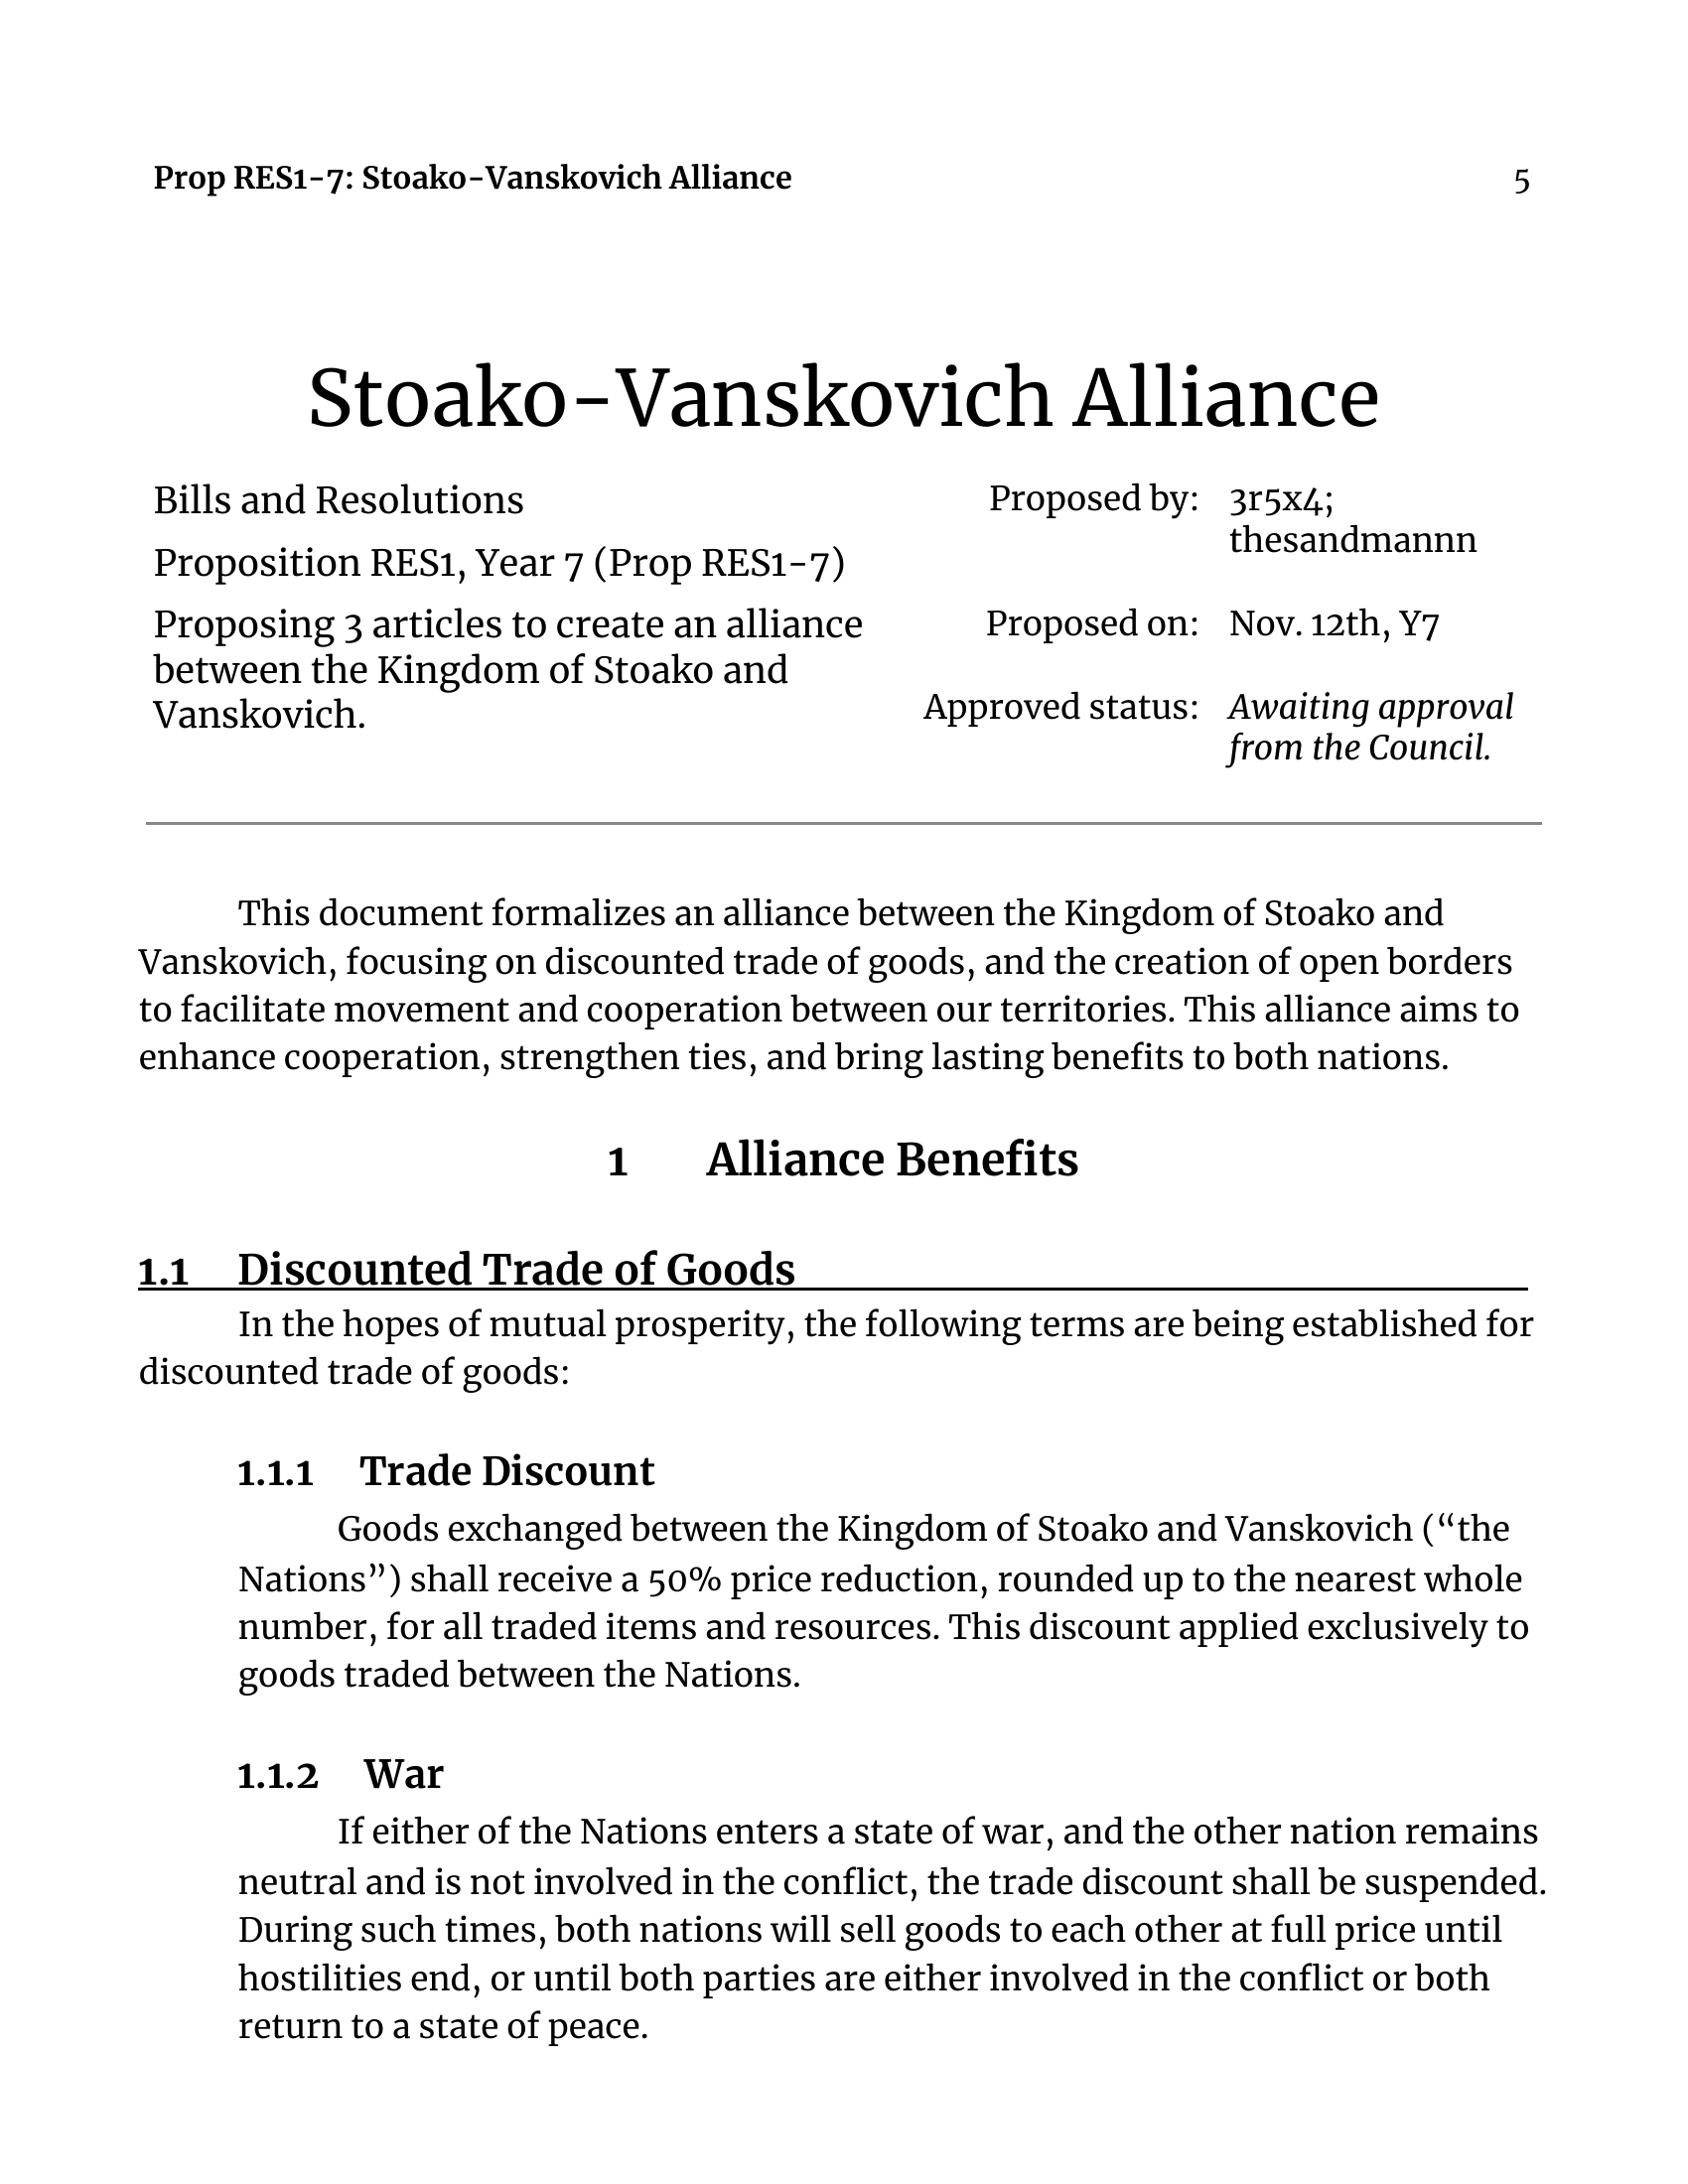 Prop RES1-7: Stoako-Vanskovich Alliance 5
Stoako-Vanskovich Alliance
Bills and Resolutions
Proposition RES1, Year 7 (Prop RES1-7)
Proposing 3 articles to create an alliance
between the Kingdom of Stoako and
Vanskovich.
Proposed by: 3r5x4;
thesandmannn
Proposed on: Nov. 12th, Y7
Approved status: Awaiting approval
from the Council.
This document formalizes an alliance between the Kingdom of Stoako and
Vanskovich, focusing on discounted trade of goods, and the creation of open borders
to facilitate movement and cooperation between our territories. This alliance aims to
enhance cooperation, strengthen ties, and bring lasting benefits to both nations.
1 Alliance Benefits
1.1 Discounted Trade of Goods
In the hopes of mutual prosperity, the following terms are being established for
discounted trade of goods:
1.1.1 Trade Discount
Goods exchanged between the Kingdom of Stoako and Vanskovich (“the
Nations”) shall receive a 50% price reduction, rounded up to the nearest whole
number, for all traded items and resources. This discount applied exclusively to
goods traded between the Nations.
1.1.2 War
If either of the Nations enters a state of war, and the other nation remains
neutral and is not involved in the conflict, the trade discount shall be suspended.
During such times, both nations will sell goods to each other at full price until
hostilities end, or until both parties are either involved in the conflict or both
return to a state of peace.